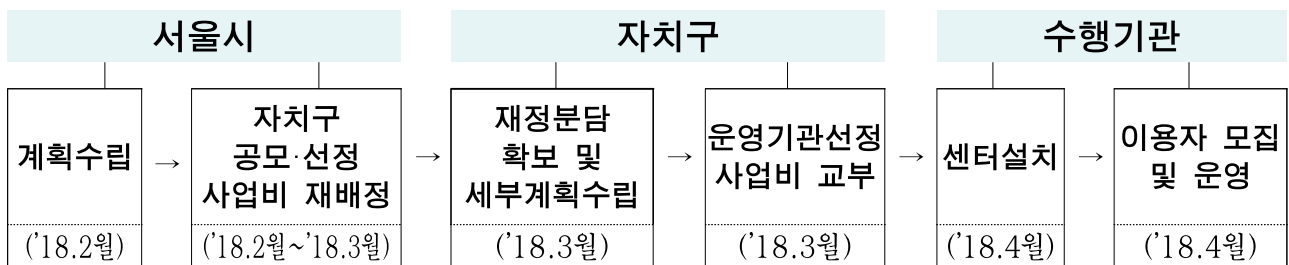 서울시
자치구
수행기관
계획수립
→
자치구
공모·선정
사업비 재배정
→
재정분담
확보 및
세부계획수립
→
운영기관선정
사업비 교부
→
센터설치
→
이용자 모집
및 운영
('18.2월)
('18.2월~'18.3월)
('18.3월)
('18.3월)
('18.4월)
('18.4월)